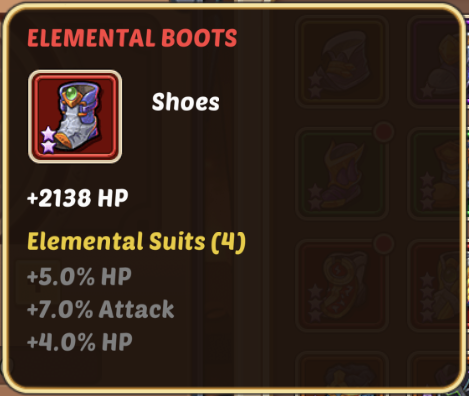 ELEMENTAL BOOTS
Shoes
+2138 HP
Elemental Suits (4)
+5.0% HP
+7.0% Attack
+4.0% HP